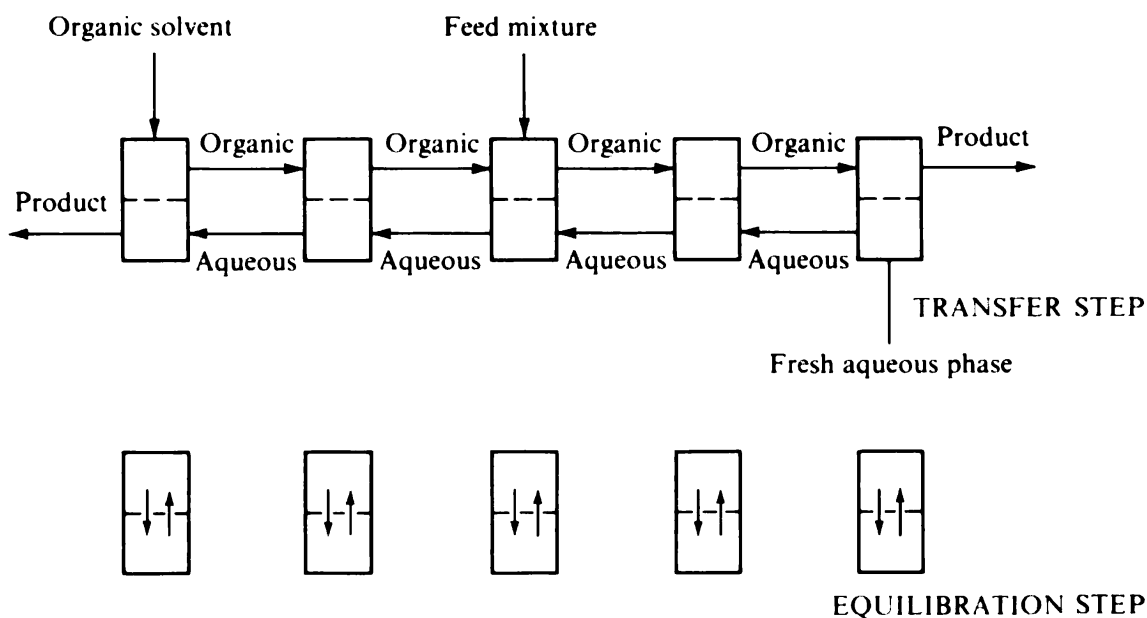 Organic solvent
Feed mixture
Organic
Organic
Organic
Organic
Product
Product
Aqueous
Aqueous
Aqueous
Aqueous
TRANSFER STEP
Fresh aqueous phase
EQUILIBRATION STEP